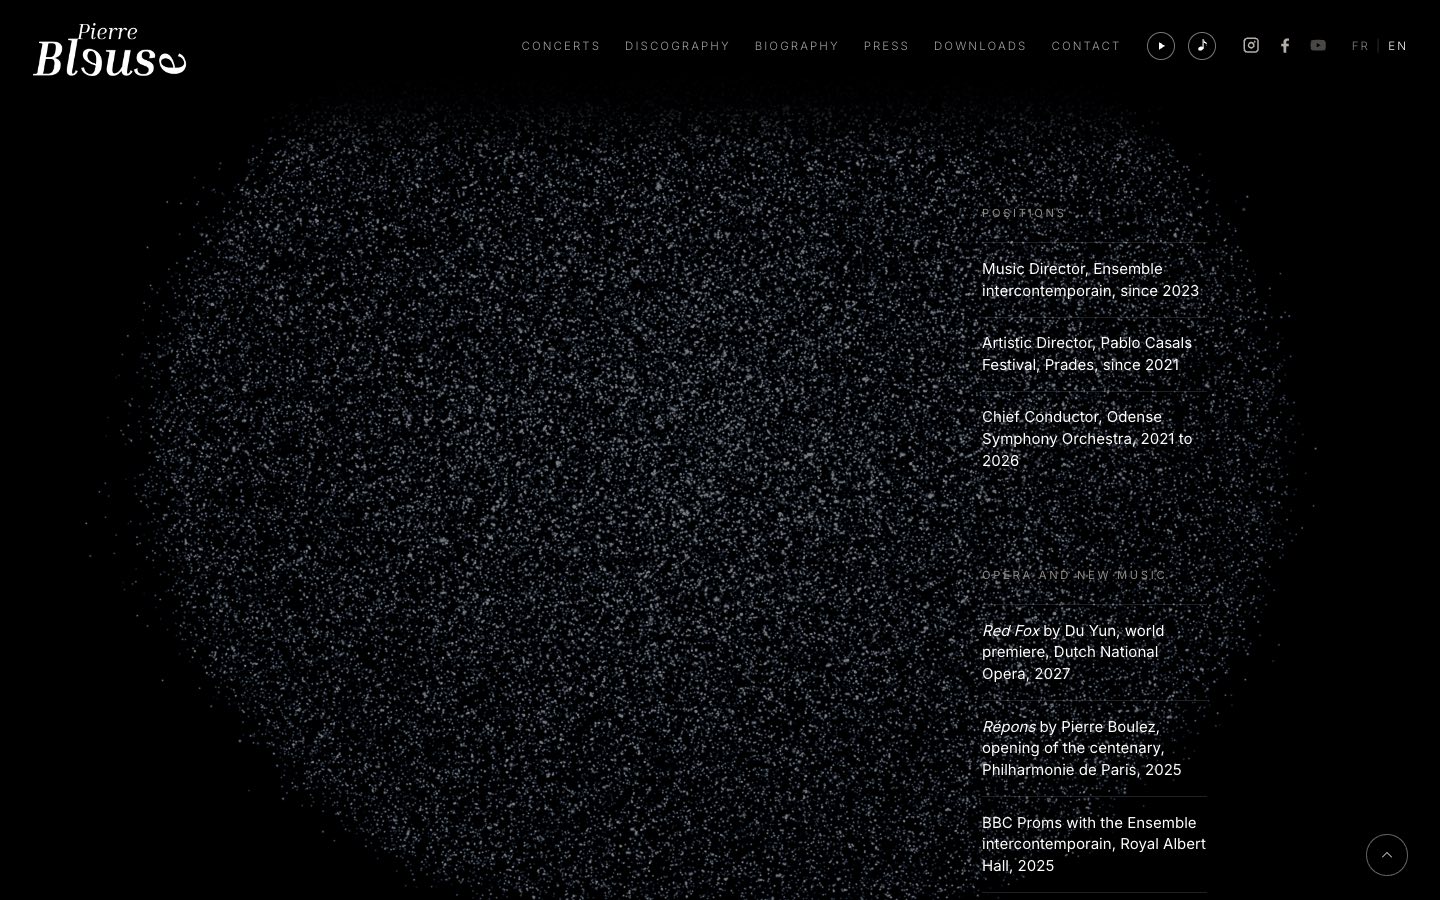 Pierre
Bleuse
CONCERTS DISCOGRAPHY BIOGRAPHY PRESS DOWNLOADS CONTACT FR EN
POSITIONS
Music Director, Ensemble
intercontemporain, since 2023
Artistic Director, Pablo Casals
Festival, Prades, since 2021
Chief Conductor, Odense
Symphony Orchestra, 2021 to
2026
OPERA AND NEW MUSIC
Red Fox by Du Yun, world
premiere, Dutch National
Opera, 2027
Répons by Pierre Boulez,
opening of the centenary,
Philharmonie de Paris, 2025
BBC Proms with the Ensemble
intercontemporain, Royal Albert
Hall, 2025